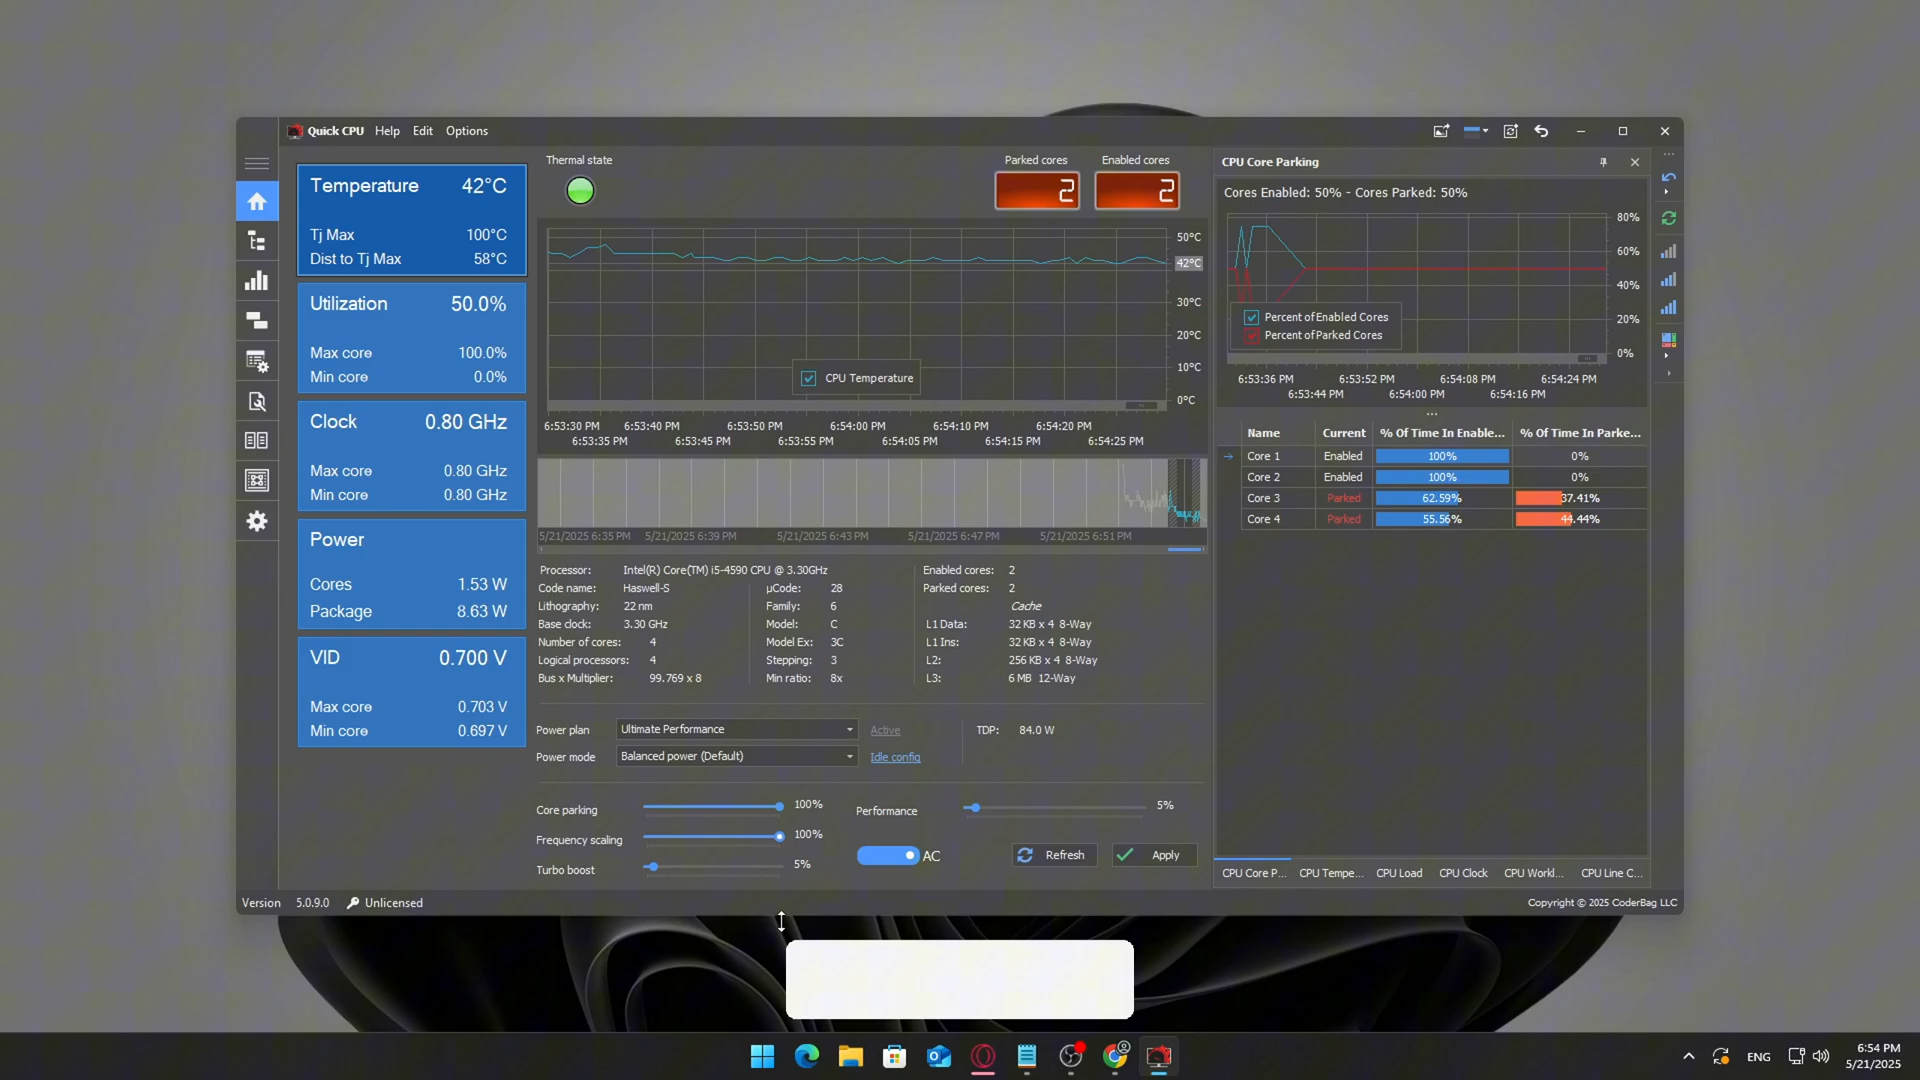 Quick CPU Help Edit Options
Temperature 42°C
Tj Max 100°C
Dist to Tj Max 58°C
Utilization 50.0%
Max core 100.0%
Min core 0.0%
Clock 0.80 GHz
Max core 0.80 GHz
Min core 0.80 GHz
Power
Cores 1.53 W
Package 8.63 W
VID 0.700 V
Max core 0.703 V
Min core 0.697 V
Thermal state
Parked cores Enabled cores
2 2
50°C
42°C
30°C
20°C
10°C
0°C
CPU Temperature
6:53:30 PM 6:53:40 PM 6:53:50 PM 6:54:00 PM 6:54:10 PM 6:54:20 PM
6:53:35 PM 6:53:45 PM 6:53:55 PM 6:54:05 PM 6:54:15 PM 6:54:25 PM
5/21/2025 6:35 PM 5/21/2025 6:39 PM 5/21/2025 6:43 PM 5/21/2025 6:47 PM 5/21/2025 6:51 PM
Processor: Intel(R) Core(TM) i5-4590 CPU @ 3.30GHz
Code name: Haswell-S
Lithography: 22 nm
Base clock: 3.30 GHz
Number of cores: 4
Logical processors: 4
Bus x Multiplier: 99.769 x 8
µCode: 28
Family: 6
Model: C
Model Ex: 3C
Stepping: 3
Min ratio: 8x
Enabled cores: 2
Parked cores: 2
Cache
L1 Data: 32 KB x 4 8-Way
L1 Ins: 32 KB x 4 8-Way
L2: 256 KB x 4 8-Way
L3: 6 MB 12-Way
Power plan Ultimate Performance Active TDP: 84.0 W
Power mode Balanced power (Default) Idle config
Core parking 100% Performance 5%
Frequency scaling 100%
Turbo boost 5%
AC Refresh Apply
CPU Core Parking
Cores Enabled: 50% - Cores Parked: 50%
80%
60%
40%
20%
0%
Percent of Enabled Cores
Percent of Parked Cores
6:53:36 PM 6:53:52 PM 6:54:08 PM 6:54:24 PM
6:53:44 PM 6:54:00 PM 6:54:16 PM
Name Current % Of Time In Enable... % Of Time In Parke...
Core 1 Enabled 100% 0%
Core 2 Enabled 100% 0%
Core 3 Parked 62.59% 37.41%
Core 4 Parked 55.56% 44.44%
CPU Core P... CPU Tempe... CPU Load CPU Clock CPU Workl... CPU Line C...
Version 5.0.9.0 Unlicensed
Copyright © 2025 CoderBag LLC
ENG
6:54 PM
5/21/2025